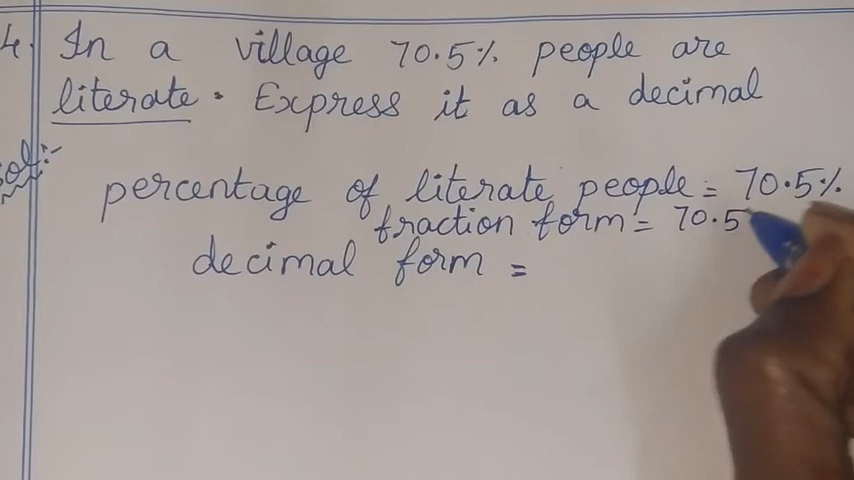 4. In a village 70.5% people are
literate. Express it as a decimal
Sol:-
percentage of literate people = 70.5%
fraction form = 70.5
decimal form =